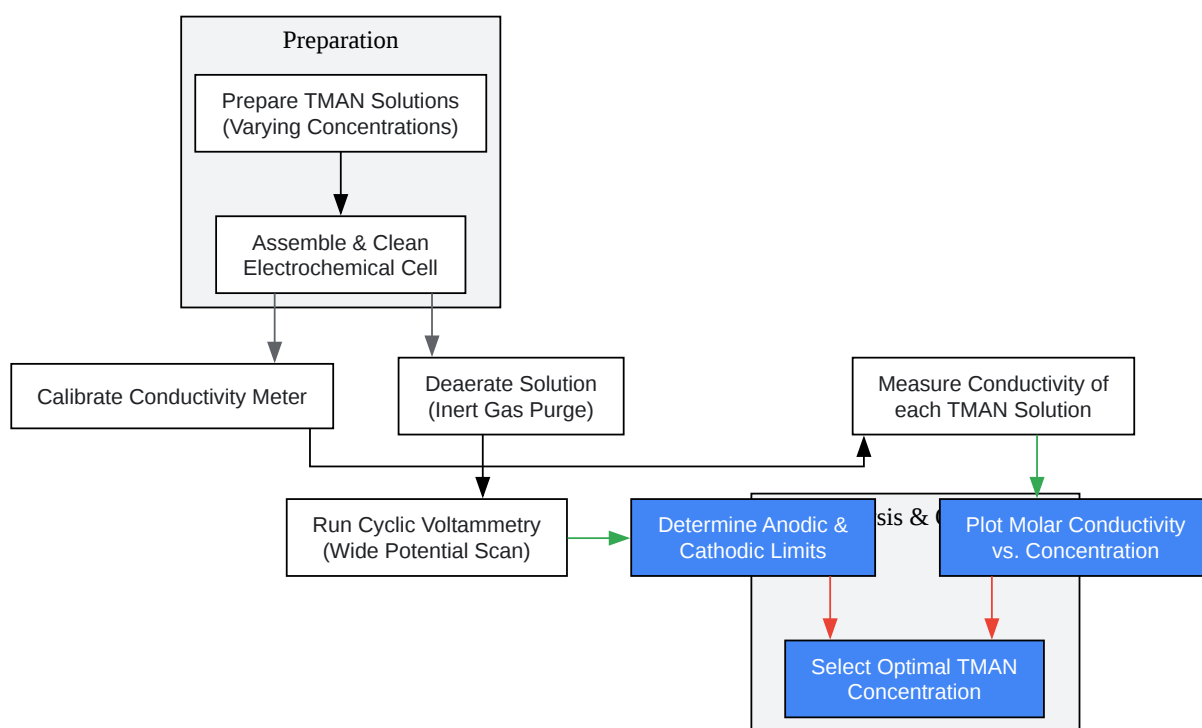 Preparation
Prepare TMAN Solutions
(Varying Concentrations)
Assemble & Clean
Electrochemical Cell
Calibrate Conductivity Meter
Deaerate Solution
(Inert Gas Purge)
Measure Conductivity of
each TMAN Solution
Run Cyclic Voltammetry
(Wide Potential Scan)
Determine Anodic &
Cathodic Limits
sis &
Plot Molar Conductivity
vs. Concentration
Select Optimal TMAN
Concentration